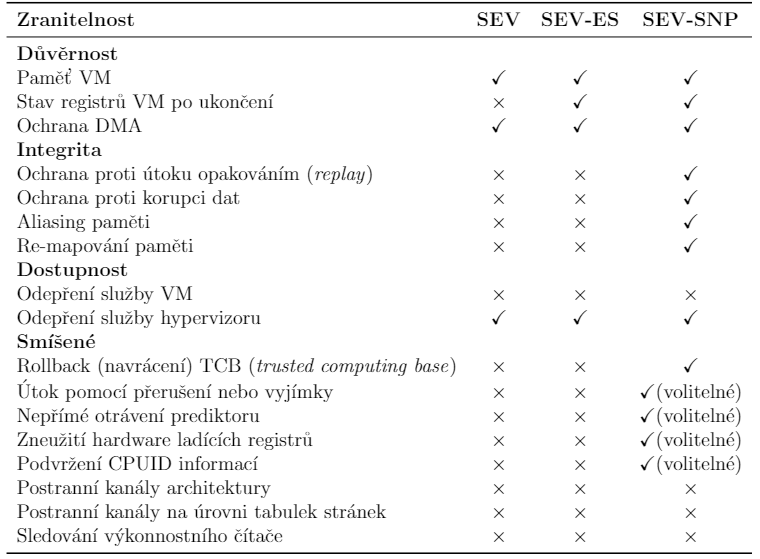 Zranitelnost SEV SEV-ES SEV-SNP
Důvěrnost
Paměť VM ✓ ✓ ✓
Stav registrů VM po ukončení × ✓ ✓
Ochrana DMA ✓ ✓ ✓
Integrita
Ochrana proti útoku opakováním (replay) × × ✓
Ochrana proti korupci dat × × ✓
Aliasing paměti × × ✓
Re-mapování paměti × × ✓
Dostupnost
Odepření služby VM × × ×
Odepření služby hypervizoru ✓ ✓ ✓
Smíšené
Rollback (navrácení) TCB (trusted computing base) × × ✓
Útok pomocí přerušení nebo vyjímky × × ✓(volitelné)
Nepřímé otrávení prediktoru × × ✓(volitelné)
Zneužití hardware ladících registrů × × ✓(volitelné)
Podvržení CPUID informací × × ✓(volitelné)
Postranní kanály architektury × × ×
Postranní kanály na úrovni tabulek stránek × × ×
Sledování výkonnostního čítače × × ×